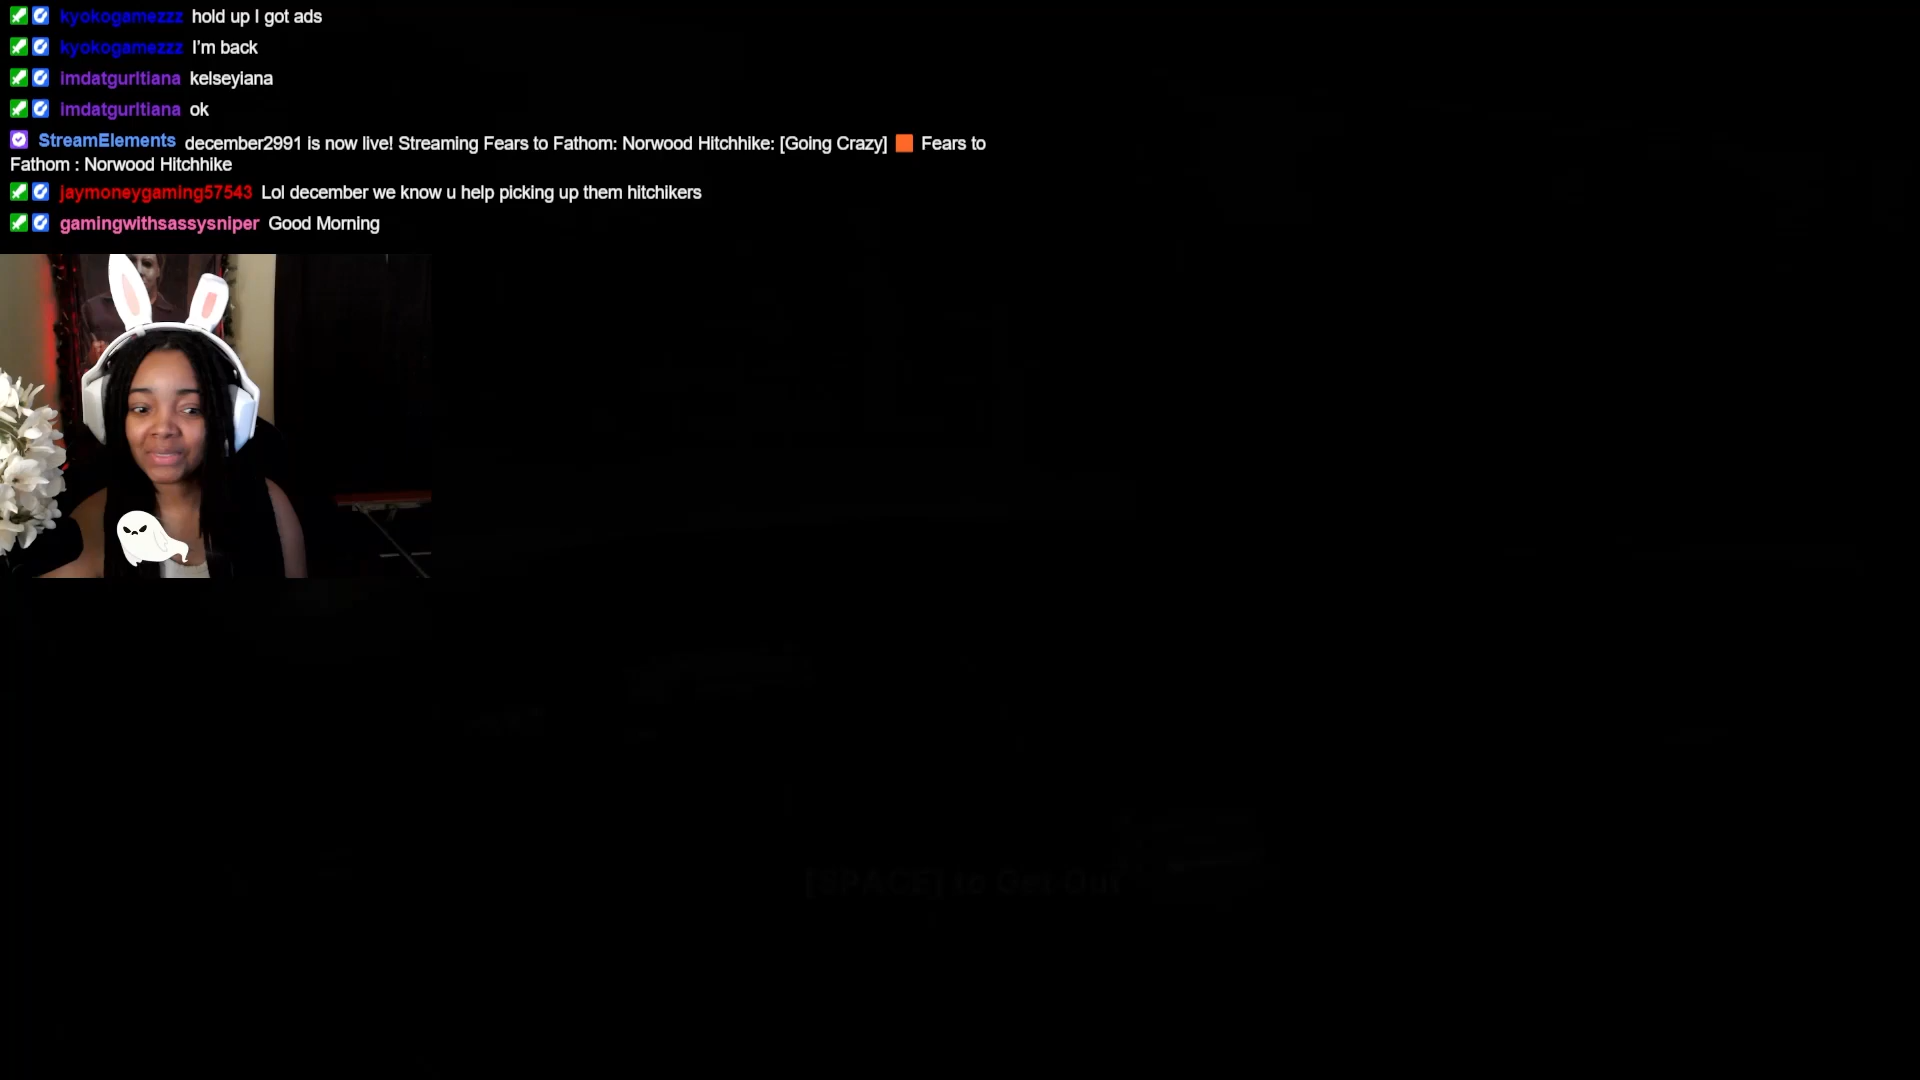 kyokogamezzz hold up I got ads
kyokogamezzz I'm back
imdatgurltiana kelseyiana
imdatgurltiana ok
StreamElements december2991 is now live! Streaming Fears to Fathom: Norwood Hitchhike: [Going Crazy] 🟧 Fears to
Fathom : Norwood Hitchhike
jaymoneygaming57543 Lol december we know u help picking up them hitchikers
gamingwithsassysniper Good Morning
[SPACE] to Get Out